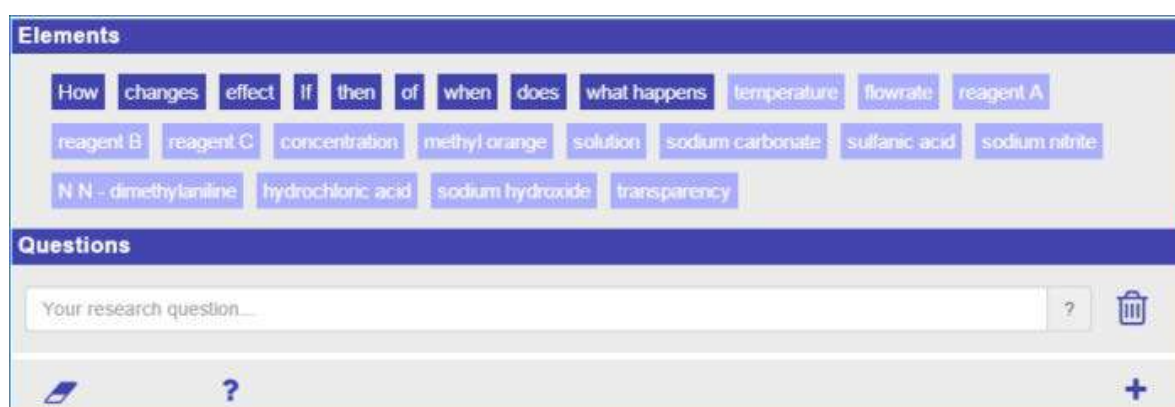 Elements
How changes effect If then of when does what happens temperature flowrate reagent A
reagent B reagent C concentration methyl orange solution sodium carbonate sulfanic acid sodium nitrite
N N - dimethylaniline hydrochloric acid sodium hydroxide transparency
Questions
Your research question... ?
?